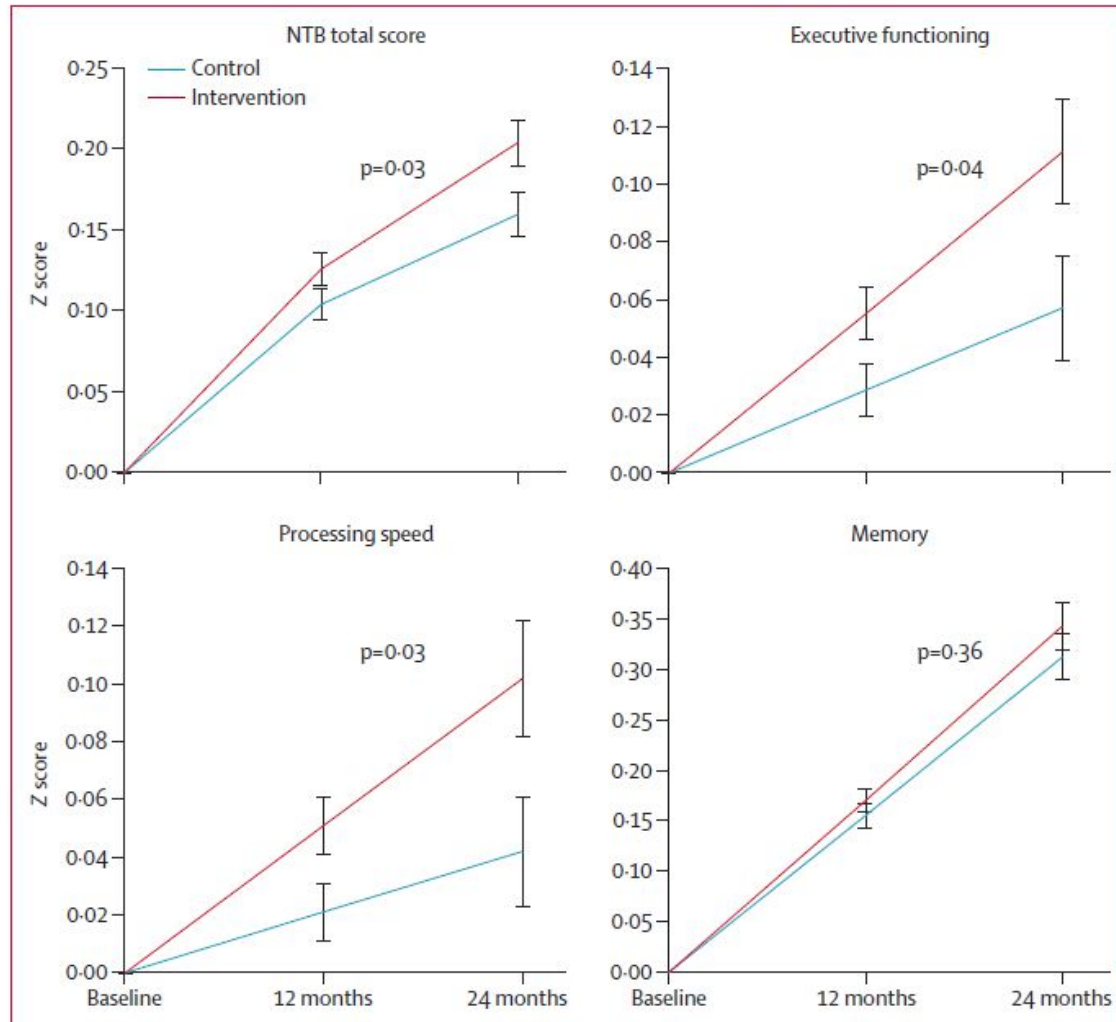 NTB total score
0·25
Control
Intervention
0·20
p=0·03
0·15
Z score
0·10
0·05
0·00
Executive functioning
0·14
0·12
p=0·04
0·10
0·08
0·06
0·04
0·02
0·00
Processing speed
0·14
0·12
p=0·03
0·10
0·08
Z score
0·06
0·04
0·02
0·00
Baseline
12 months
24 months
Memory
0·40
0·35
p=0·36
0·30
0·25
0·20
0·15
0·10
0·05
0·00
Baseline
12 months
24 months